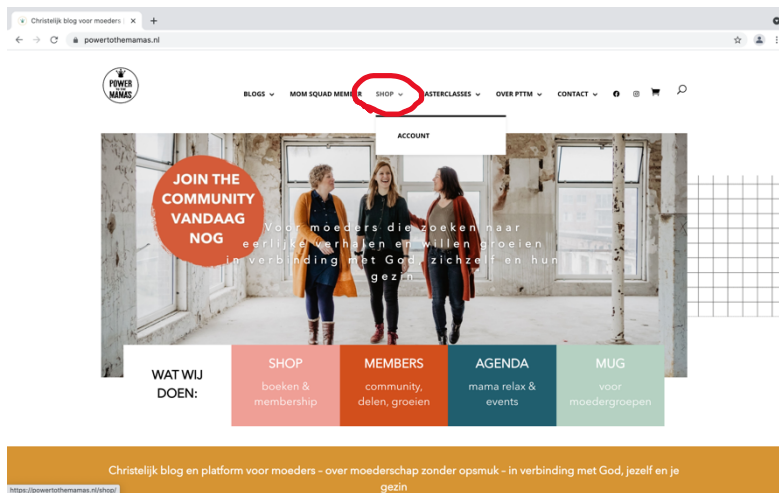 Christelijk blog voor moeders |
powertothemamas.nl
POWER
TO THE
MAMAS
BLOGS
MOM SQUAD MEMBER
SHOP
MASTERCLASSES
OVER PTTM
CONTACT
ACCOUNT
JOIN THE
COMMUNITY
VANDAAG
NOG
Voor moeders die zoeken naar
eerlijke verhalen en willen groeien
in verbinding met God, zichzelf en hun
gezin
WAT WIJ
DOEN:
SHOP
boeken &
membership
MEMBERS
community,
delen, groeien
AGENDA
mama relax &
events
MUG
voor
moedergroepen
Christelijk blog en platform voor moeders – over moederschap zonder opsmuk – in verbinding met God, jezelf en je
gezin
https://powertothemamas.nl/shop/